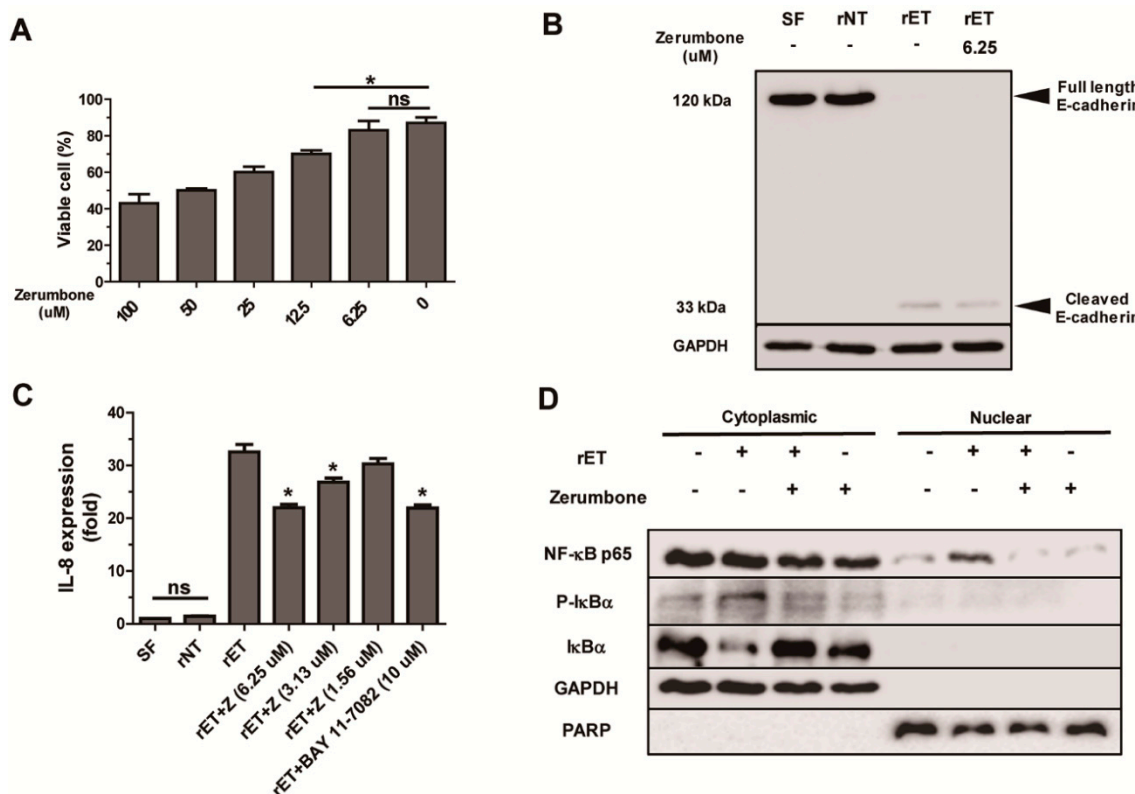 A
Viable cell (%)
100
80
60
40
20
0
*
ns
Zerumbone
(uM)
100 50 25 12.5 6.25 0
B
SF rNT rET rET
Zerumbone
(uM)
- - - 6.25
120 kDa
Full length
E-cadherin
33 kDa
Cleaved
E-cadherin
GAPDH
C
IL-8 expression
(fold)
40
30
20
10
0
ns
* * *
SF
rNT
rET
rET+Z (6.25 uM)
rET+Z (3.13 uM)
rET+Z (1.56 uM)
rET+BAY 11-7082 (10 uM)
D
Cytoplasmic Nuclear
rET - + + - - + + -
Zerumbone - - + + - - + +
NF-κB p65
P-IκBα
IκBα
GAPDH
PARP